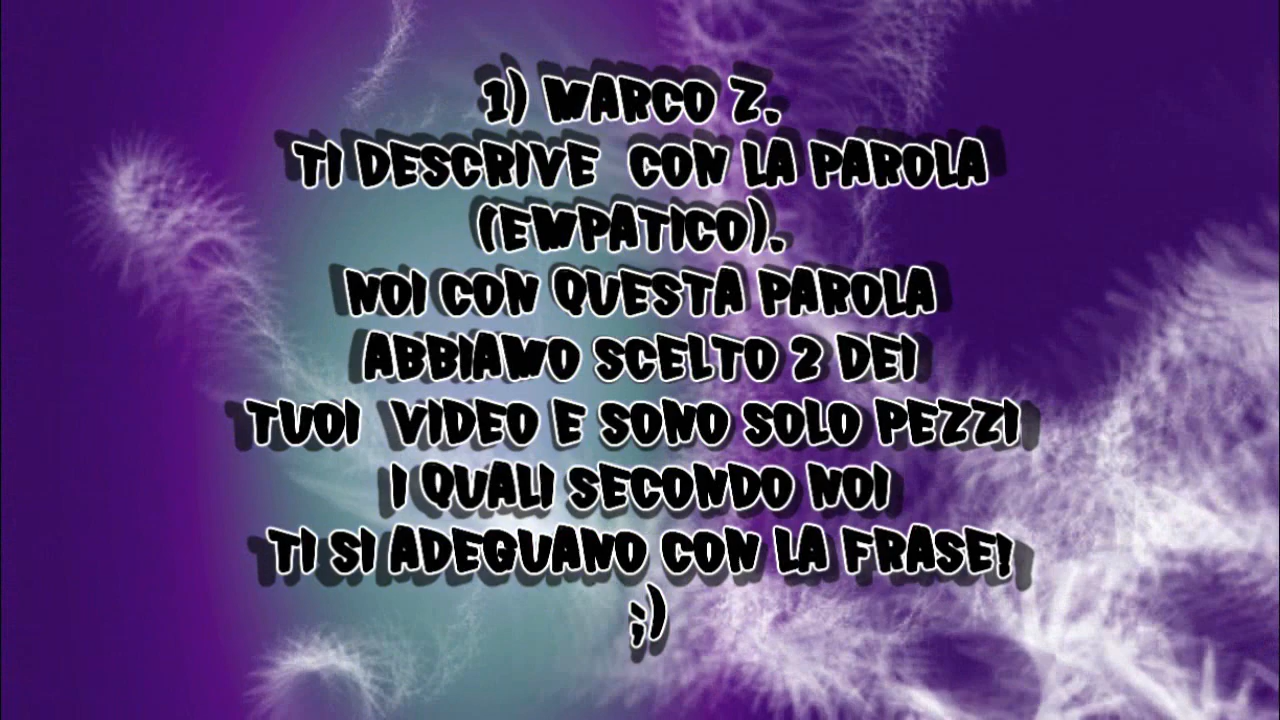 1) MARCO Z.
TI DESCRIVE CON LA PAROLA
(EMPATICO).
NOI CON QUESTA PAROLA
ABBIAMO SCELTO 2 DEI
TUOI VIDEO E SONO SOLO PEZZI
I QUALI SECONDO NOI
TI SI ADEGUANO CON LA FRASE!
;)